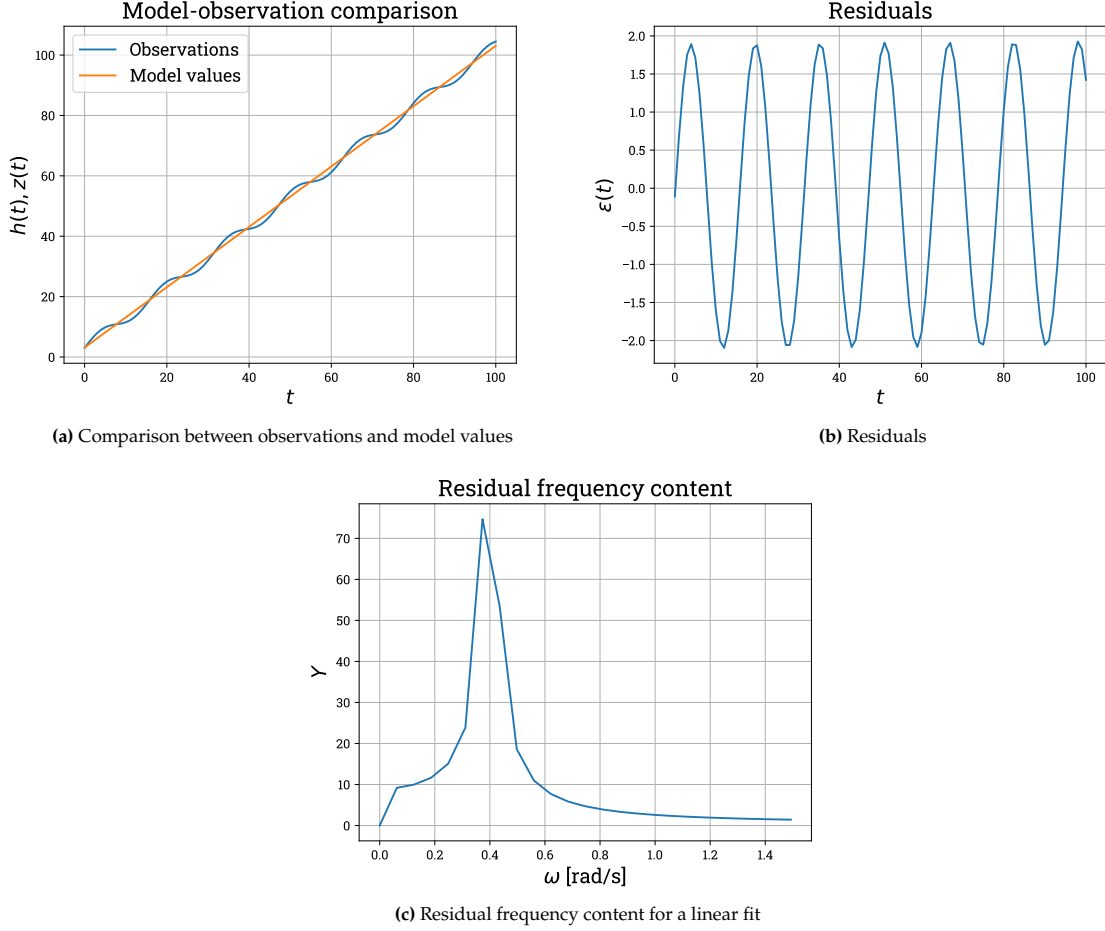 Model-observation comparison
Observations
Model values
100
80
60
40
20
0
h(t), z(t)
0 20 40 60 80 100
t
(a) Comparison between observations and model values
Residuals
2.0
1.5
1.0
0.5
0.0
−0.5
−1.0
−1.5
−2.0
ε(t)
0 20 40 60 80 100
t
(b) Residuals
Residual frequency content
70
60
50
40
30
20
10
0
Y
0.0 0.2 0.4 0.6 0.8 1.0 1.2 1.4
ω [rad/s]
(c) Residual frequency content for a linear fit